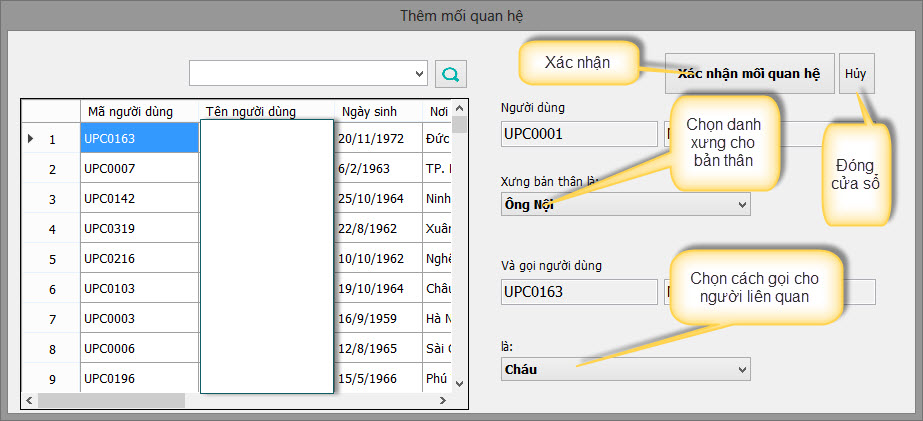 Thêm mối quan hệ
Xác nhận
Xác nhận mối quan hệ
Hủy
Mã người dùng Tên người dùng Ngày sinh Nơi
1 UPC0163 20/11/1972 Đức
2 UPC0007 6/2/1963 TP.
3 UPC0142 25/10/1964 Ninh
4 UPC0319 22/8/1962 Xuân
5 UPC0216 10/10/1962 Nghệ
6 UPC0103 19/10/1964 Châu
7 UPC0003 16/9/1959 Hà N
8 UPC0006 12/8/1965 Sài
9 UPC0196 15/5/1966 Phú
Người dùng
UPC0001
Chọn danh
xưng cho
bản thân
Đóng
cửa sổ
Xưng bản thân là:
Ông Nội
Và gọi người dùng
UPC0163
Chọn cách gọi cho
người liên quan
là:
Cháu